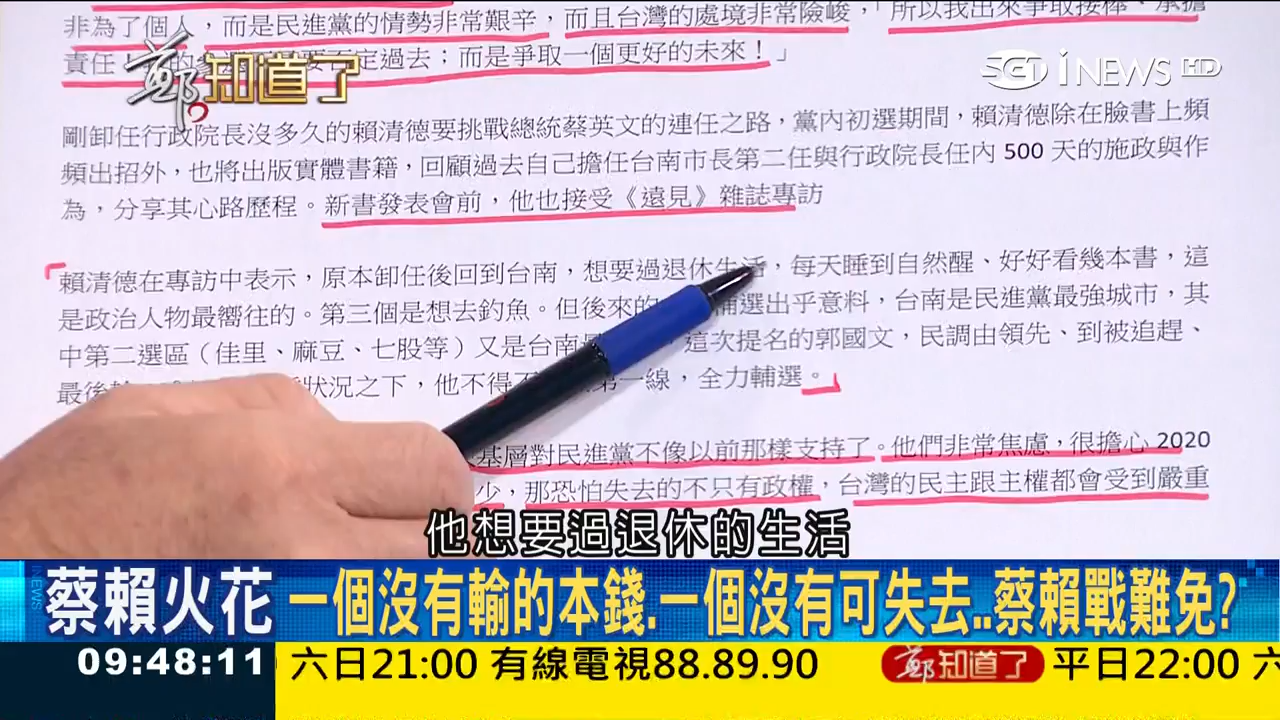 非為了個人，而是民進黨的情勢非常艱辛，而且台灣的處境非常險峻，「所以找出來爭取接棒、承擔
責任！ 定過去；而是爭取一個更好的未來！」
鄭知道了
SET iNEWS HD
剛卸任行政院長沒多久的賴清德要挑戰總統蔡英文的連任之路，黨內初選期間，賴清德除在臉書上頻
頻出招外，也將出版實體書籍，回顧過去自己擔任台南市長第二任與行政院長任內 500 天的施政與作
為，分享其心路歷程。新書發表會前，他也接受《遠見》雜誌專訪
賴清德在專訪中表示，原本卸任後回到台南，想要過退休生活，每天睡到自然醒、好好看幾本書，這
是政治人物最嚮往的。第三個是想去釣魚。但後來的 補選出乎意料，台南是民進黨最強城市，其
中第二選區（佳里、麻豆、七股等）又是台南 這次提名的郭國文，民調由領先、到被追趕、
最後 狀況之下，他不得不 第一線，全力輔選。
基層對民進黨不像以前那樣支持了。他們非常焦慮，很擔心 2020
少，那恐怕失去的不只有政權，台灣的民主跟主權都會受到嚴重
他想要過退休的生活
iNEWS
蔡賴火花 一個沒有輸的本錢.一個沒有可失去..蔡賴戰難免?
09:48:11 六日21:00 有線電視88.89.90 鄭知道了 平日22:00 六